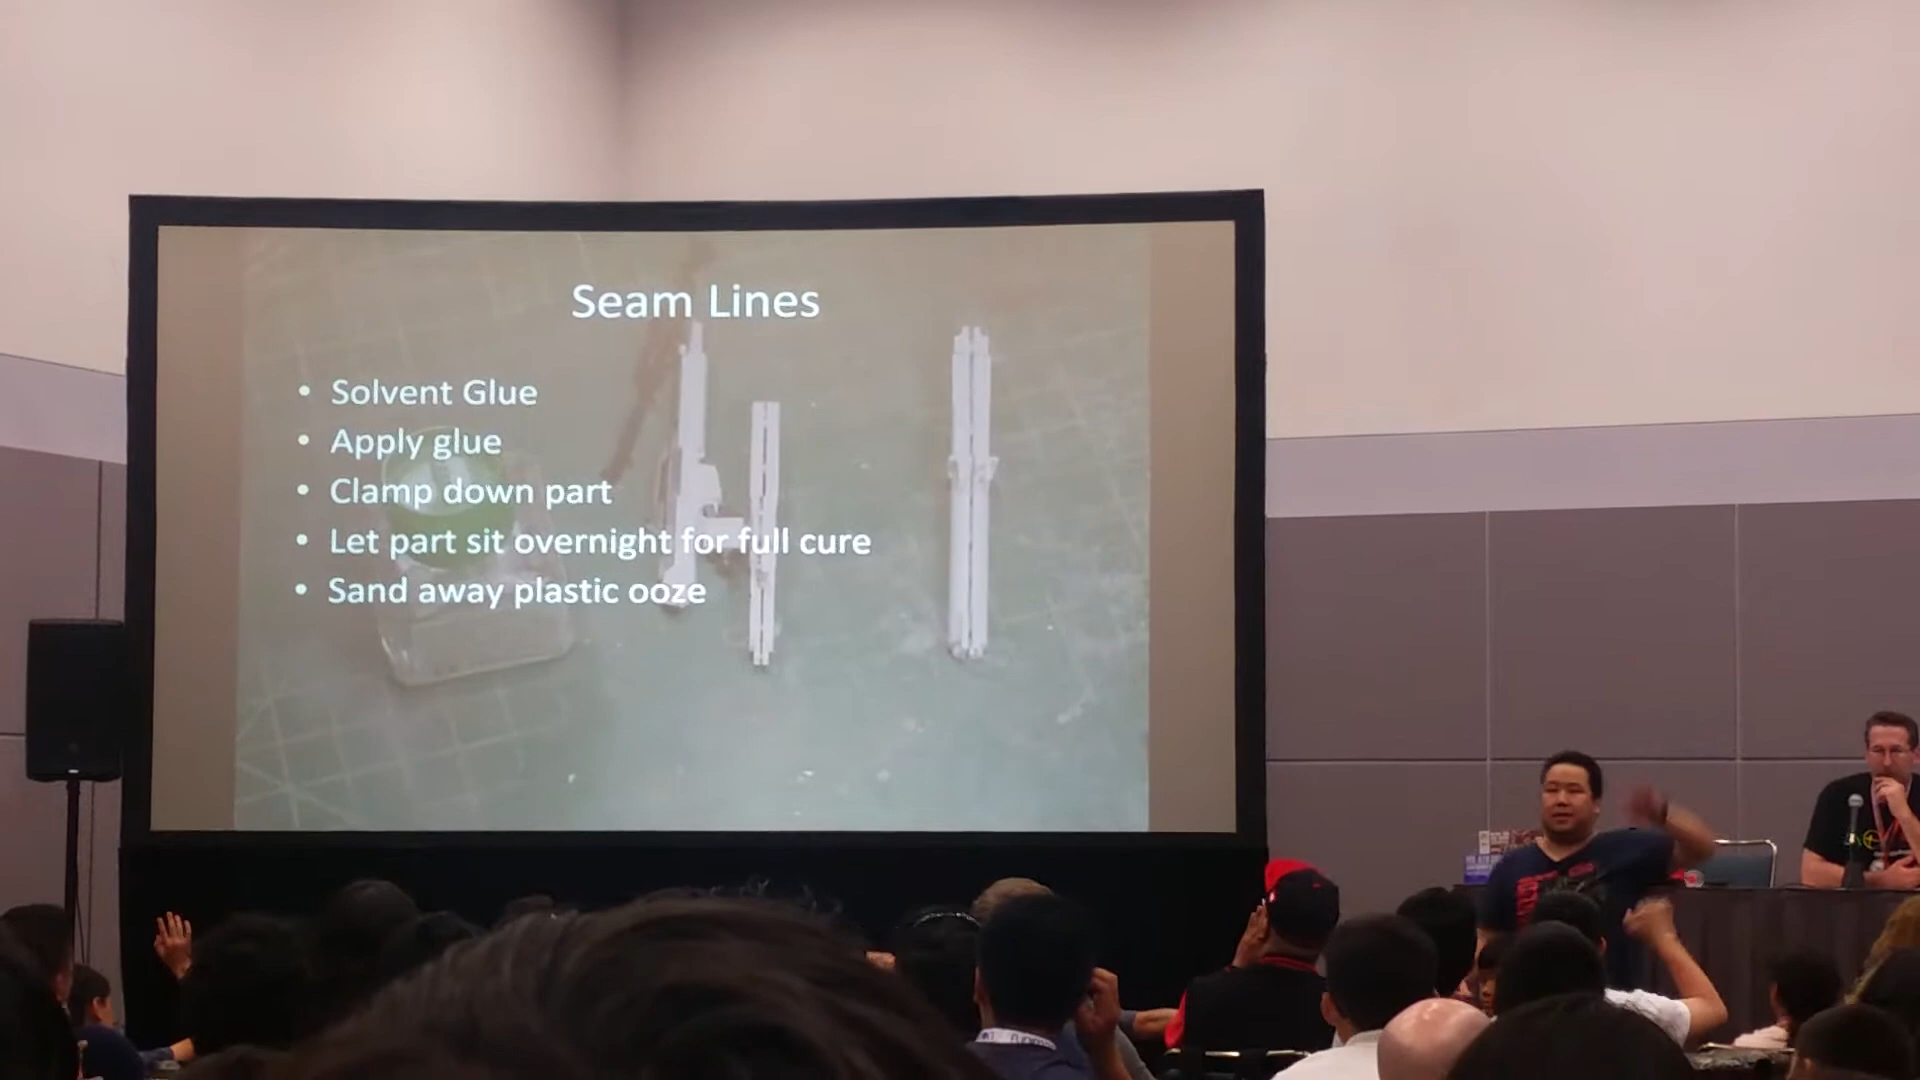 Seam Lines
• Solvent Glue
• Apply glue
• Clamp down part
• Let part sit overnight for full cure
• Sand away plastic ooze